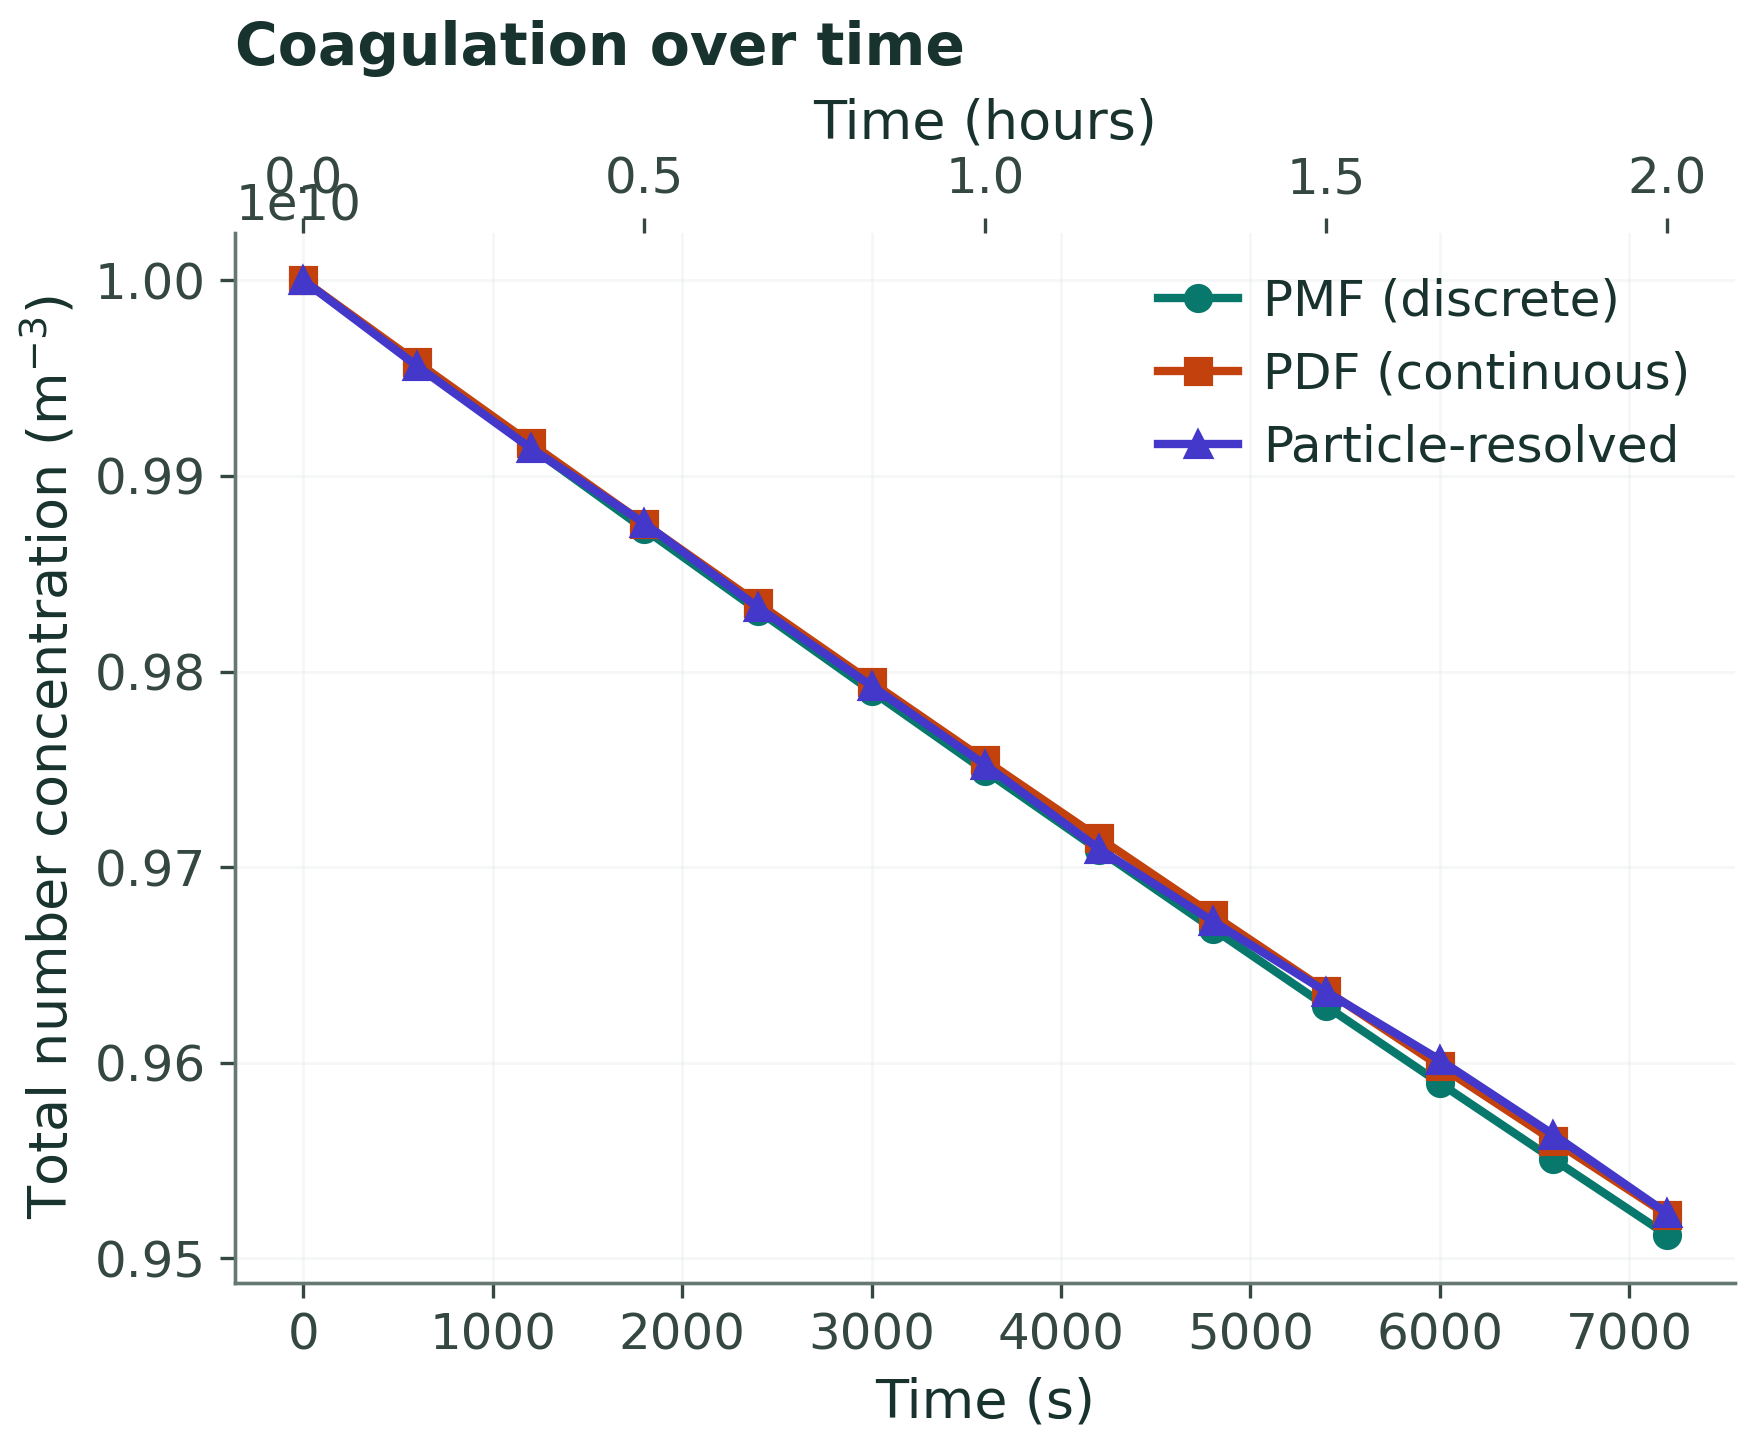 Coagulation over time
Time (hours)
0.0 0.5 1.0 1.5 2.0
1e10
1.00
0.99
0.98
0.97
0.96
0.95
Total number concentration (m⁻³)
PMF (discrete)
PDF (continuous)
Particle-resolved
0 1000 2000 3000 4000 5000 6000 7000
Time (s)